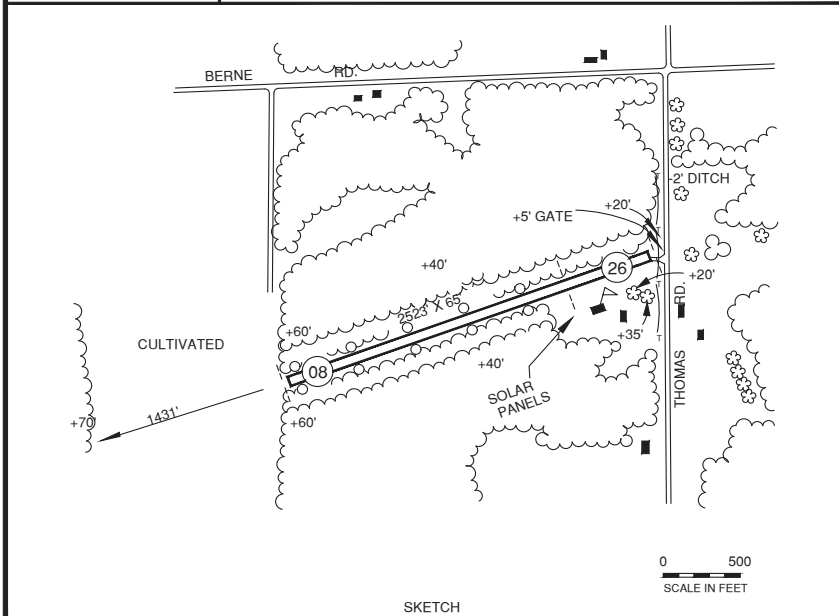 BERNE RD.
-2' DITCH
+20'
+5' GATE
26
+40'
+20'
2523' X 65'
RD.
+60'
+35'
CULTIVATED
+40'
08
THOMAS
SOLAR
PANELS
1431'
+70'
+60'
T
T
T
T
0 500
SCALE IN FEET
SKETCH